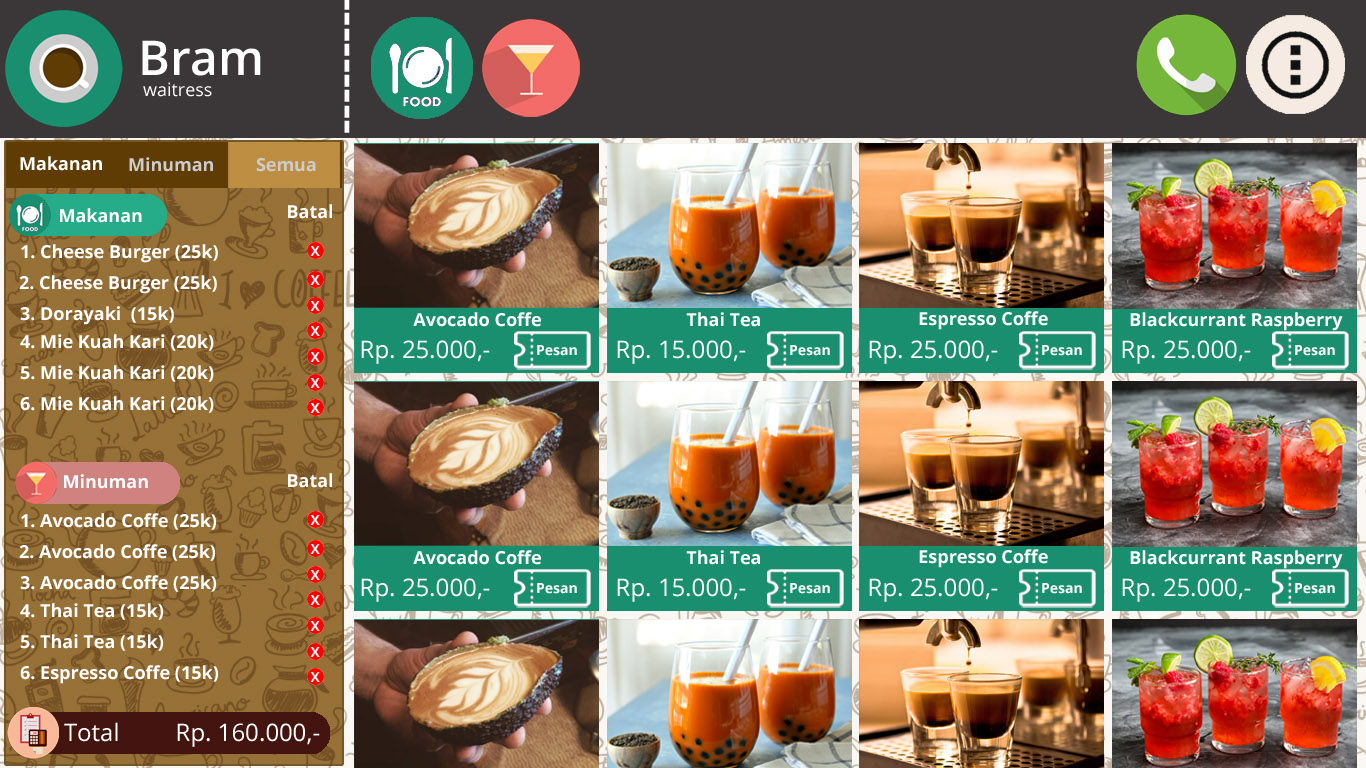 Bram
waitress
FOOD
Makanan Minuman Semua
FOOD
Makanan Batal
1. Cheese Burger (25k) X
2. Cheese Burger (25k) X
3. Dorayaki (15k) X
4. Mie Kuah Kari (20k) X
5. Mie Kuah Kari (20k) X
6. Mie Kuah Kari (20k) X
X
Minuman Batal
1. Avocado Coffe (25k) X
2. Avocado Coffe (25k) X
3. Avocado Coffe (25k) X
4. Thai Tea (15k) X
5. Thai Tea (15k) X
6. Espresso Coffe (15k) X
X
Total Rp. 160.000,-
I COFFEE
Avocado Coffe
Rp. 25.000,- Pesan
Thai Tea
Rp. 15.000,- Pesan
Espresso Coffe
Rp. 25.000,- Pesan
Blackcurrant Raspberry
Rp. 25.000,- Pesan
Avocado Coffe
Rp. 25.000,- Pesan
Thai Tea
Rp. 15.000,- Pesan
Espresso Coffe
Rp. 25.000,- Pesan
Blackcurrant Raspberry
Rp. 25.000,- Pesan